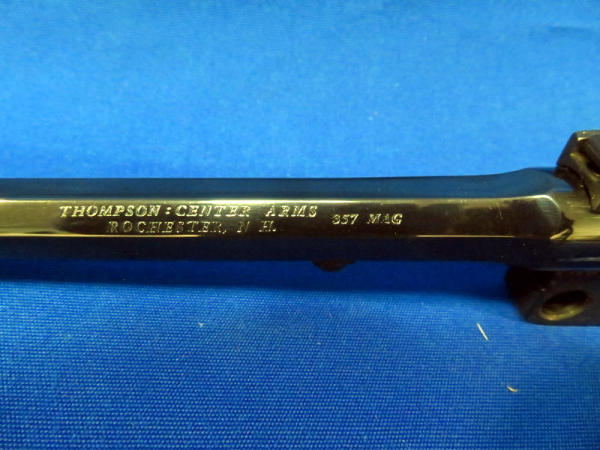 THOMPSON : CENTER ARMS 357 MAG
ROCHESTER, N H.